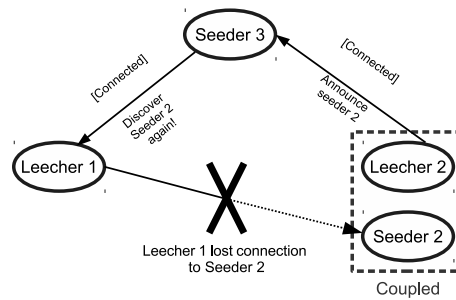 Seeder 3
[Connected]
[Connected]
Discover
Seeder 2
again!
Announce
seeder 2
Leecher 1
Leecher 2
Seeder 2
Leecher 1 lost connection
to Seeder 2
Coupled